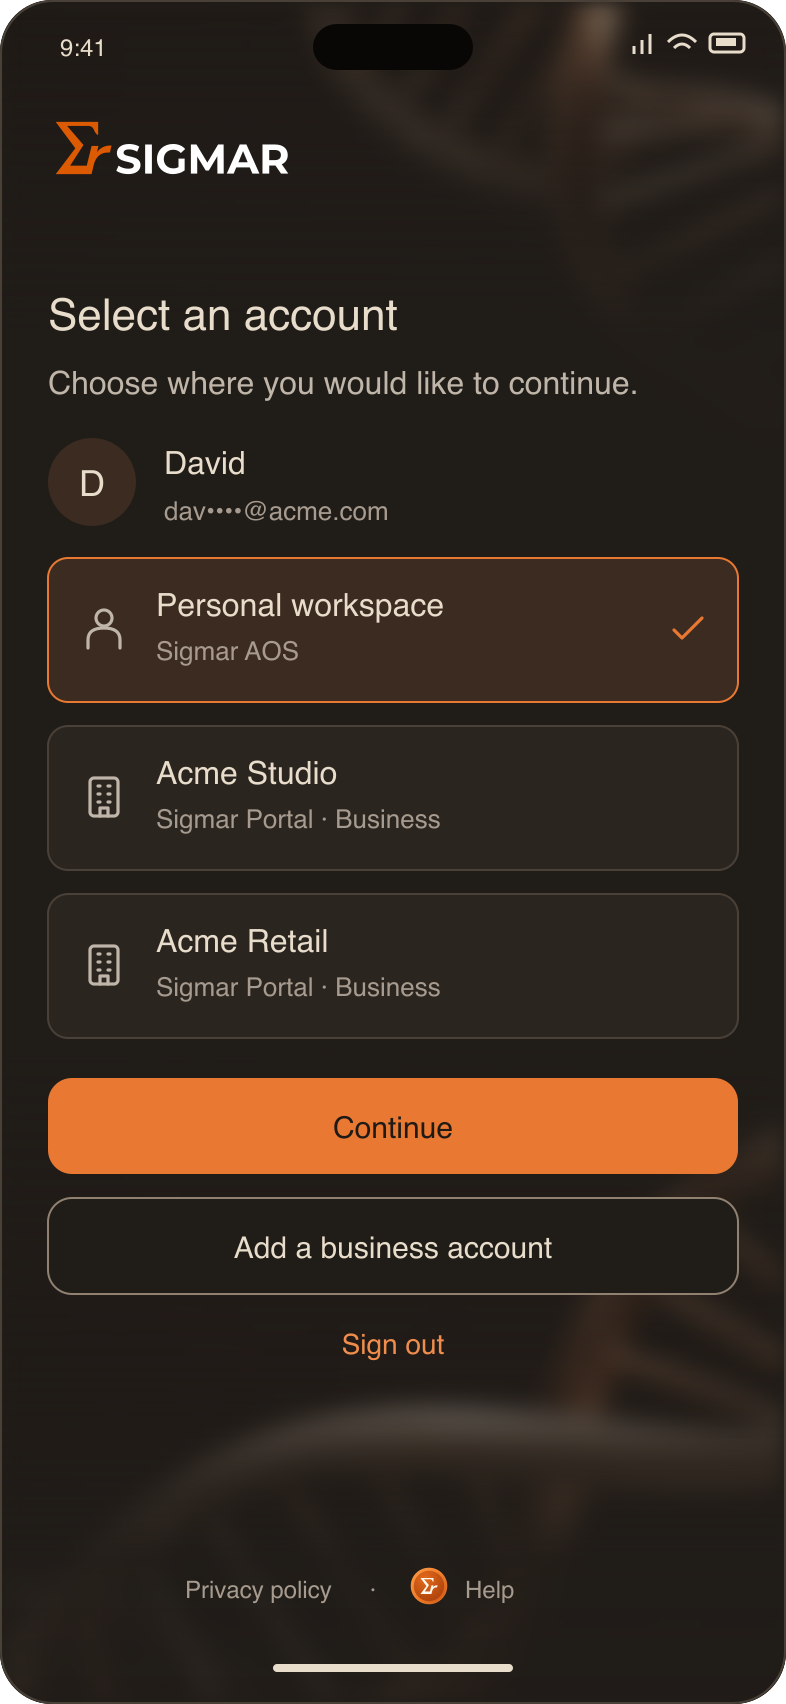 9:41
Σr SIGMAR
Select an account
Choose where you would like to continue.
D
David
dav••••@acme.com
Personal workspace
Sigmar AOS
Acme Studio
Sigmar Portal · Business
Acme Retail
Sigmar Portal · Business
Continue
Add a business account
Sign out
Privacy policy · Σr Help